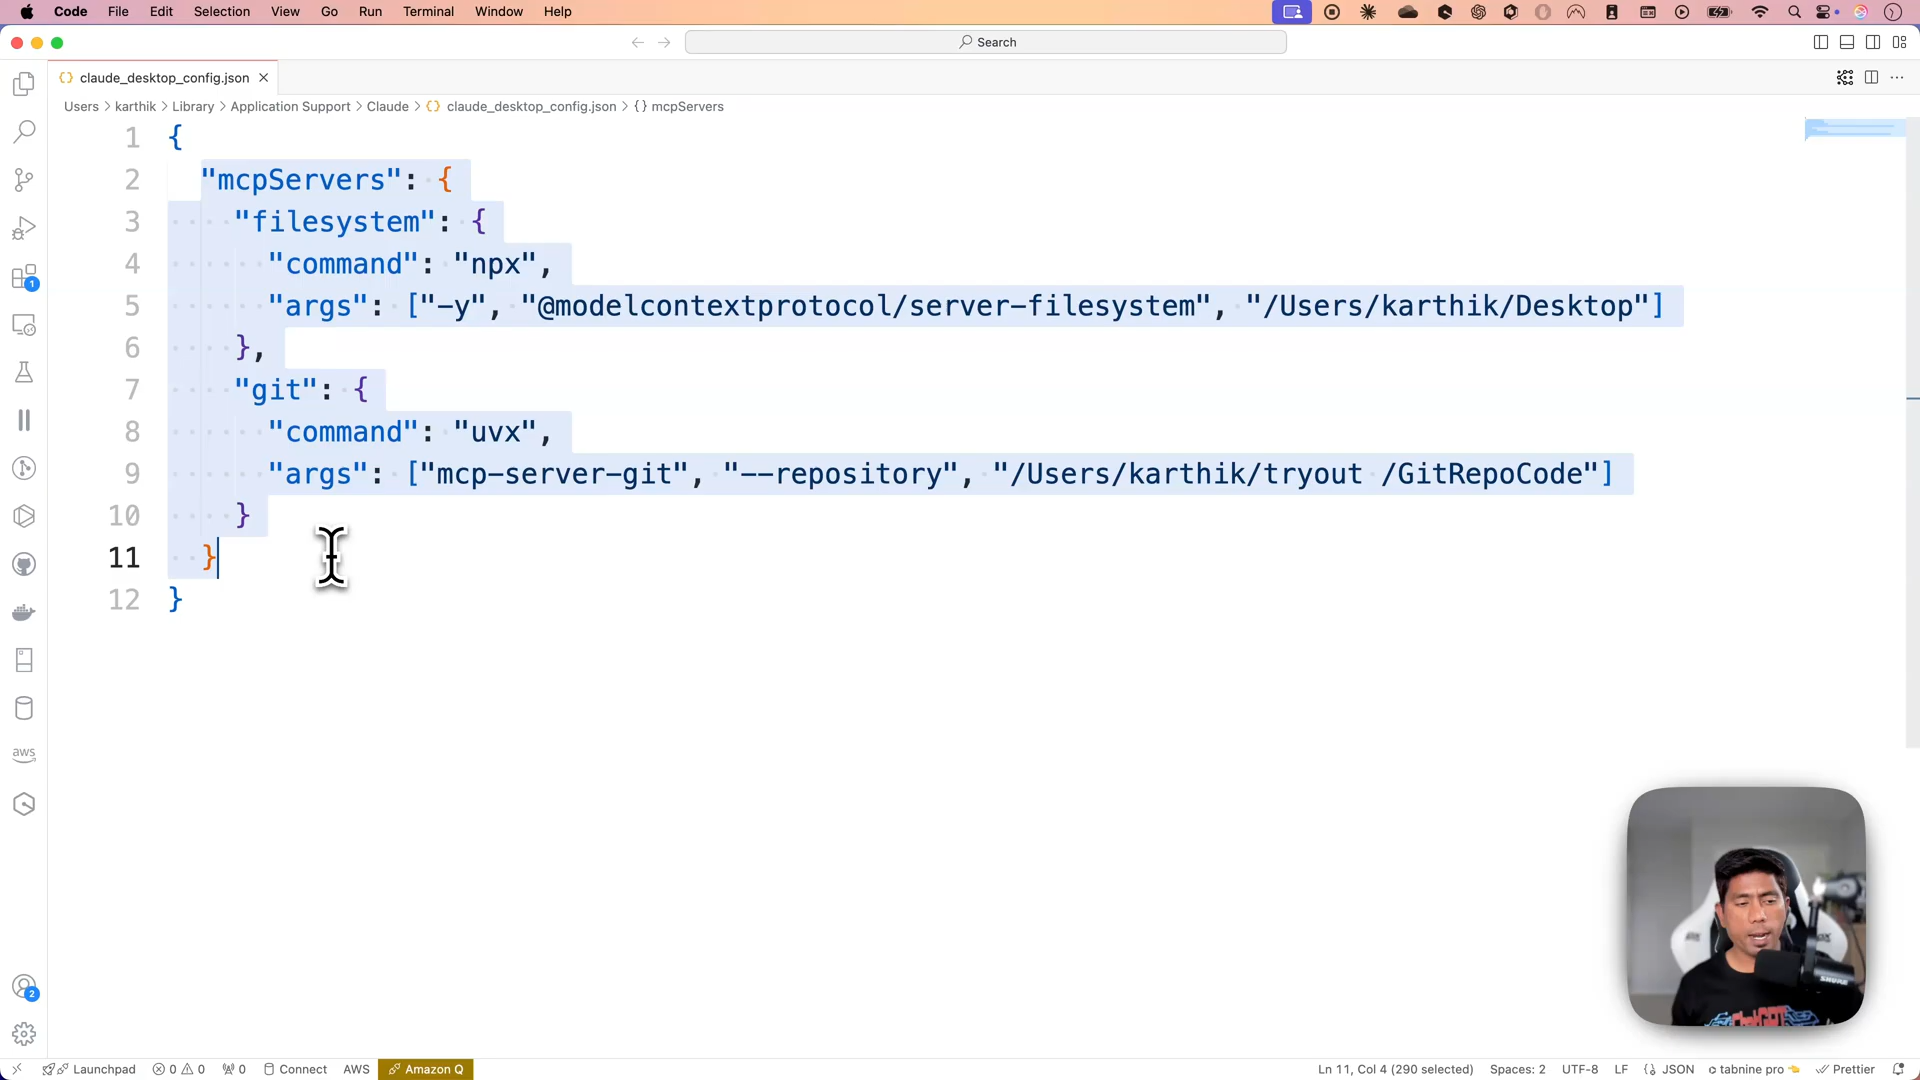 Code File Edit Selection View Go Run Terminal Window Help
Search
claude_desktop_config.json
Users > karthik > Library > Application Support > Claude > {} claude_desktop_config.json > {} mcpServers
1 {
2 "mcpServers": {
3 "filesystem": {
4 "command": "npx",
5 "args": ["-y", "@modelcontextprotocol/server-filesystem", "/Users/karthik/Desktop"]
6 },
7 "git": {
8 "command": "uvx",
9 "args": ["mcp-server-git", "--repository", "/Users/karthik/tryout /GitRepoCode"]
10 }
11 }
12 }
1
aws
2
Launchpad 0 0 0 Connect AWS Amazon Q Ln 11, Col 4 (290 selected) Spaces: 2 UTF-8 LF {} JSON tabnine pro Prettier